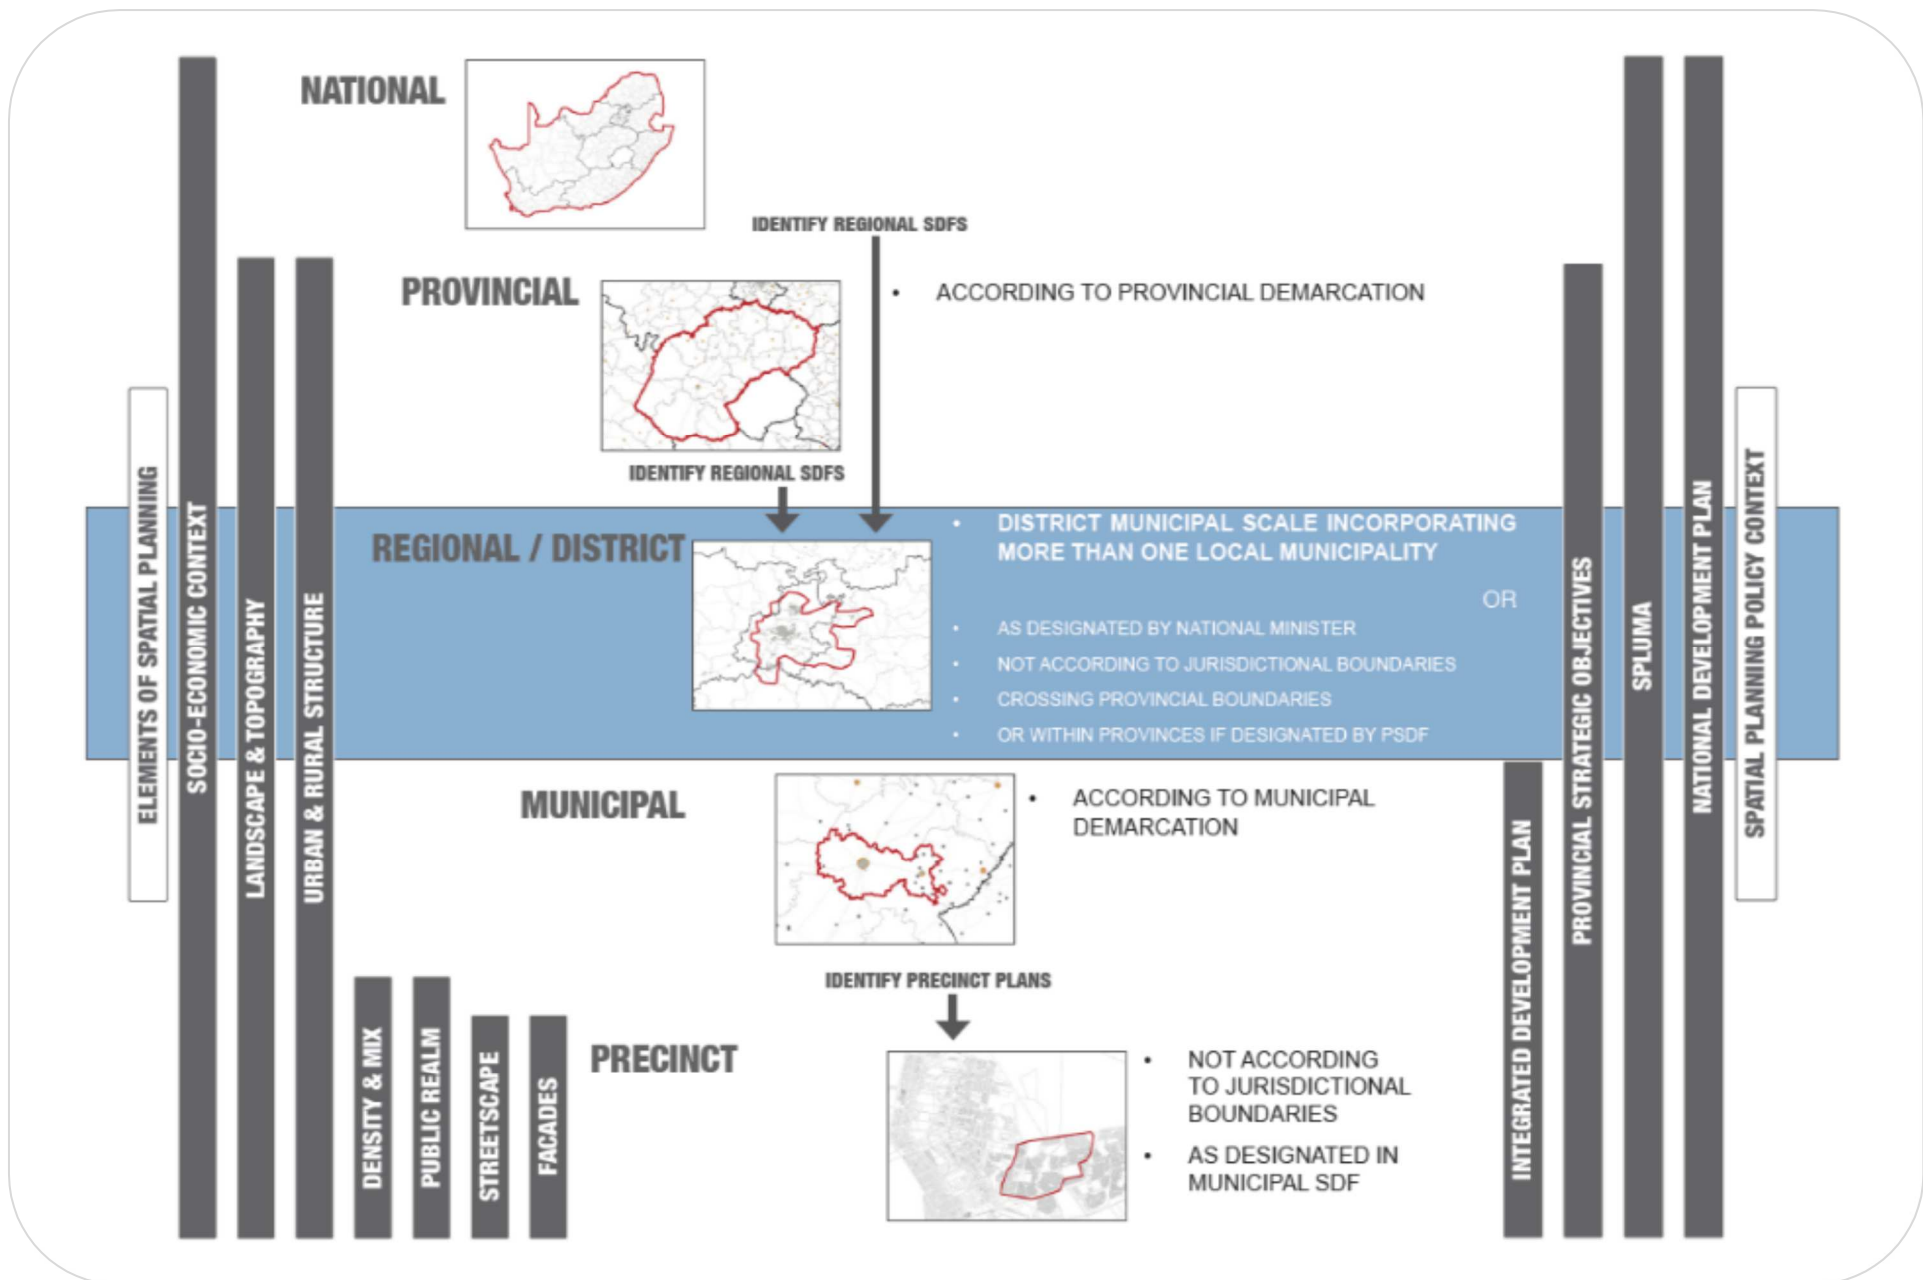 NATIONAL
IDENTIFY REGIONAL SDFS
PROVINCIAL
• ACCORDING TO PROVINCIAL DEMARCATION
IDENTIFY REGIONAL SDFS
REGIONAL / DISTRICT
• DISTRICT MUNICIPAL SCALE INCORPORATING
MORE THAN ONE LOCAL MUNICIPALITY
OR
• AS DESIGNATED BY NATIONAL MINISTER
• NOT ACCORDING TO JURISDICTIONAL BOUNDARIES
• CROSSING PROVINCIAL BOUNDARIES
• OR WITHIN PROVINCES IF DESIGNATED BY PSDF
MUNICIPAL
• ACCORDING TO MUNICIPAL
DEMARCATION
IDENTIFY PRECINCT PLANS
PRECINCT
• NOT ACCORDING
TO JURISDICTIONAL
BOUNDARIES
• AS DESIGNATED IN
MUNICIPAL SDF
ELEMENTS OF SPATIAL PLANNING
SOCIO-ECONOMIC CONTEXT
LANDSCAPE & TOPOGRAPHY
URBAN & RURAL STRUCTURE
DENSITY & MIX
PUBLIC REALM
STREETSCAPE
FACADES
INTEGRATED DEVELOPMENT PLAN
PROVINCIAL STRATEGIC OBJECTIVES
SPLUMA
NATIONAL DEVELOPMENT PLAN
SPATIAL PLANNING POLICY CONTEXT